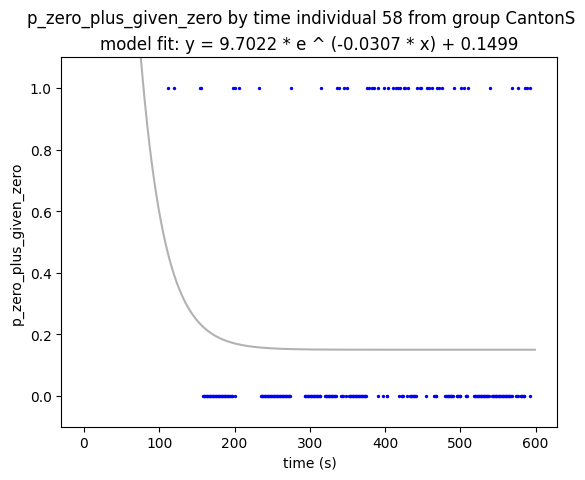 p_zero_plus_given_zero by time individual 58 from group CantonS
model fit: y = 9.7022 * e ^ (-0.0307 * x) + 0.1499
p_zero_plus_given_zero
1.0
0.8
0.6
0.4
0.2
0.0
0 100 200 300 400 500 600
time (s)